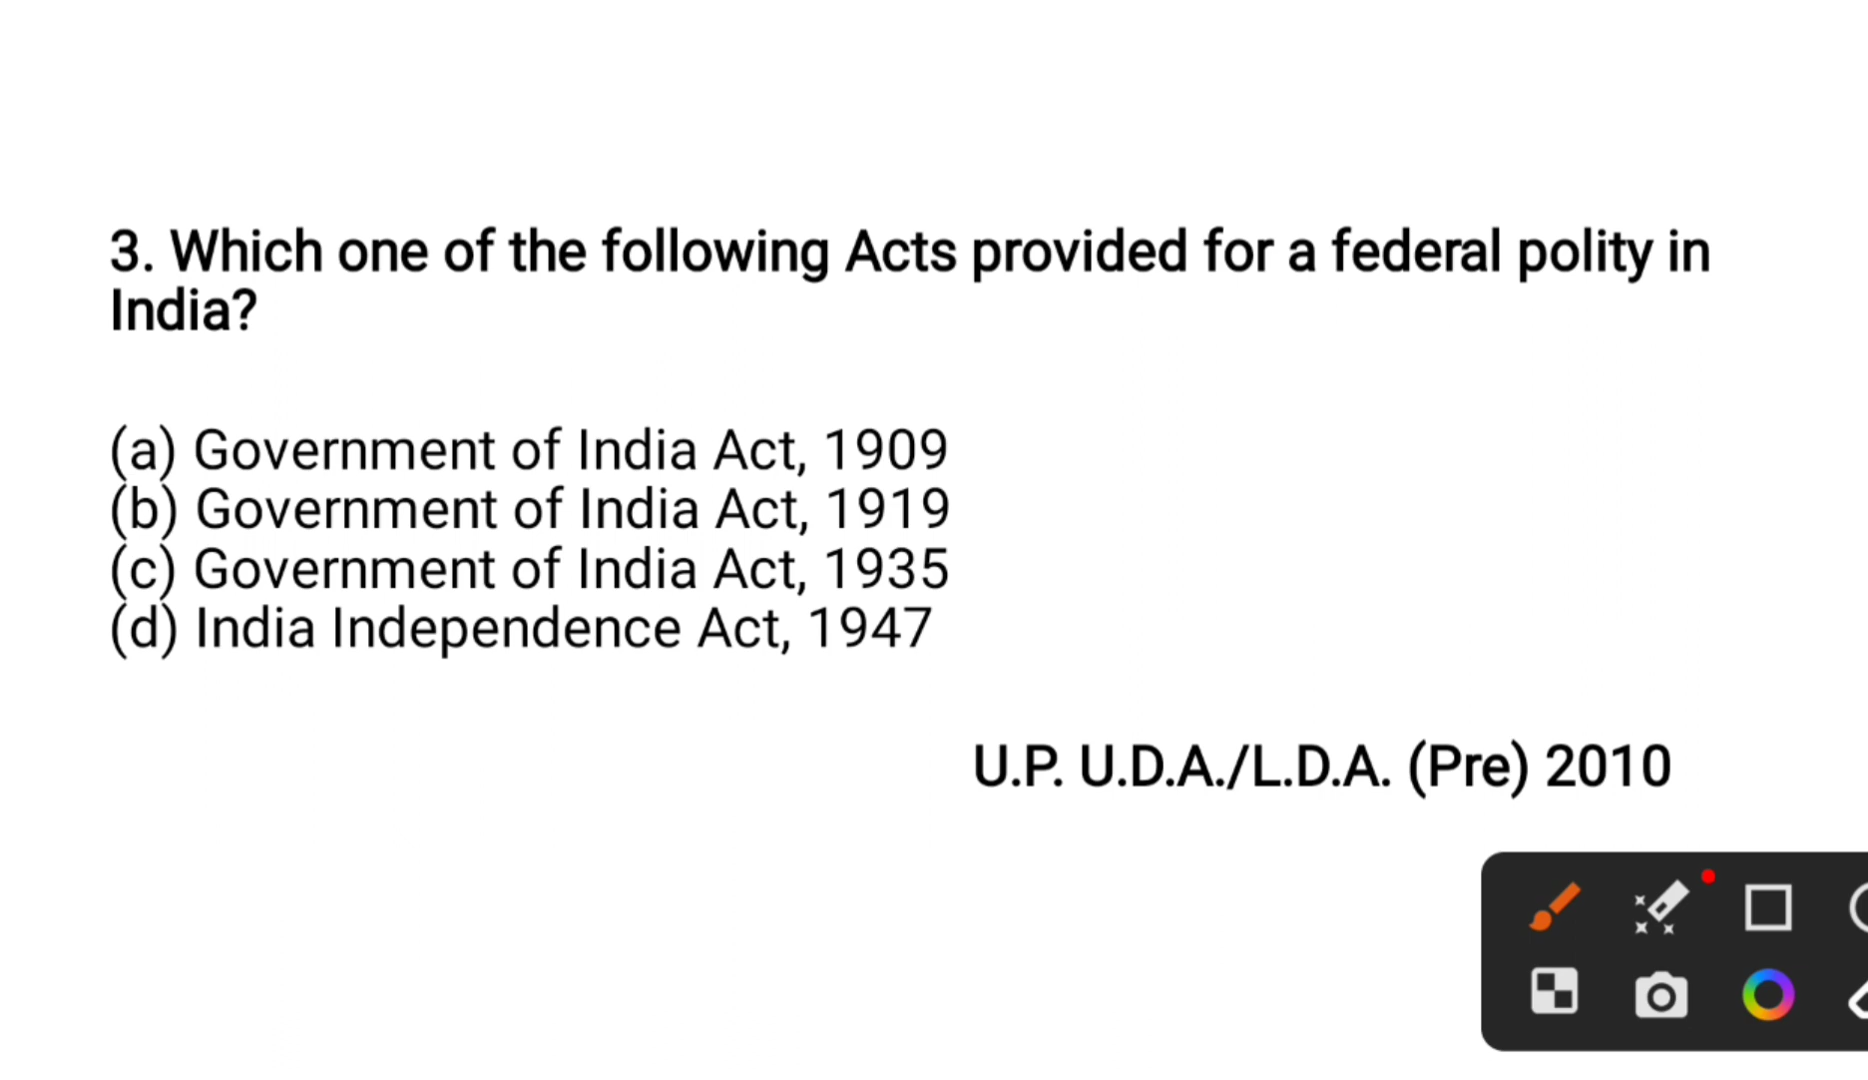 3. Which one of the following Acts provided for a federal polity in
India?
(a) Government of India Act, 1909
(b) Government of India Act, 1919
(c) Government of India Act, 1935
(d) India Independence Act, 1947
U.P. U.D.A./L.D.A. (Pre) 2010